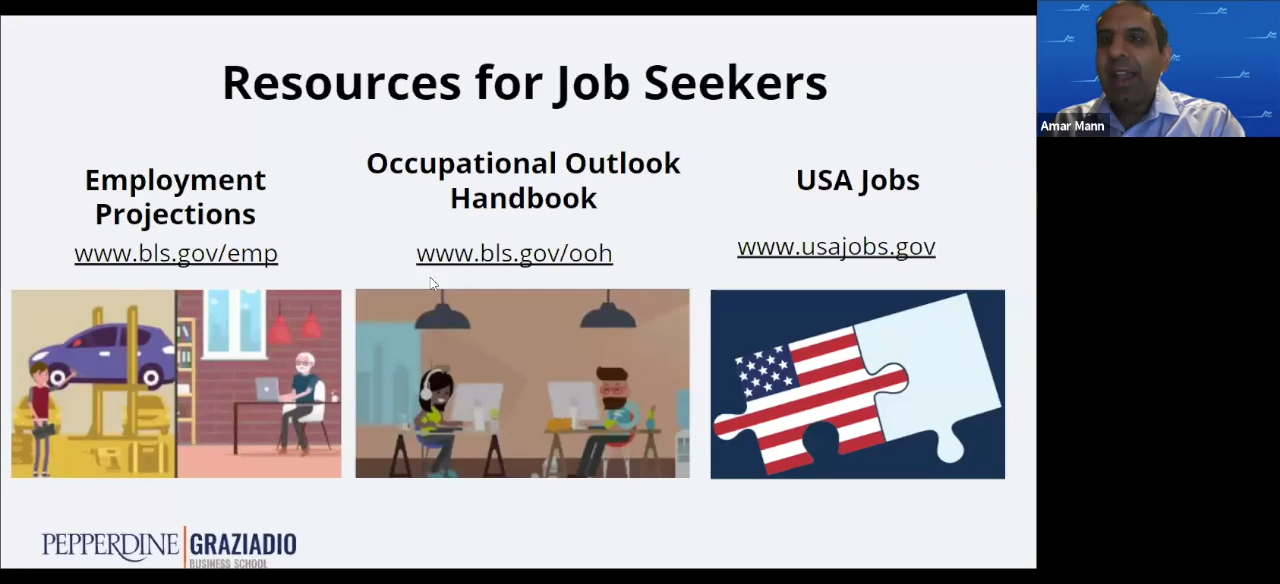 Resources for Job Seekers
Employment
Projections
www.bls.gov/emp
Occupational Outlook
Handbook
www.bls.gov/ooh
USA Jobs
www.usajobs.gov
PEPPERDINE GRAZIADIO
BUSINESS SCHOOL
Amar Mann